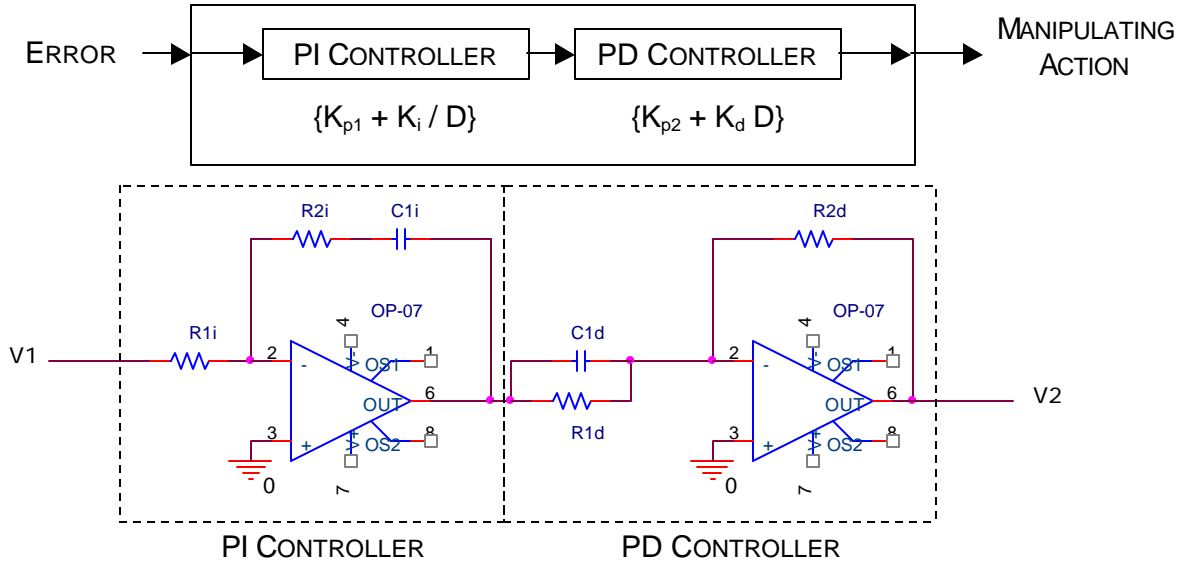 ERROR
PI CONTROLLER
PD CONTROLLER
MANIPULATING
ACTION
{Kp1 + Ki / D}
{Kp2 + Kd D}
R2i
C1i
R2d
OP-07
OP-07
R1i
C1d
R1d
V1
V2
2
-
3
+
4
V-
OS1
1
OUT
6
OS2
8
V+
7
0
2
-
3
+
4
V-
OS1
1
OUT
6
OS2
8
V+
7
0
PI CONTROLLER
PD CONTROLLER